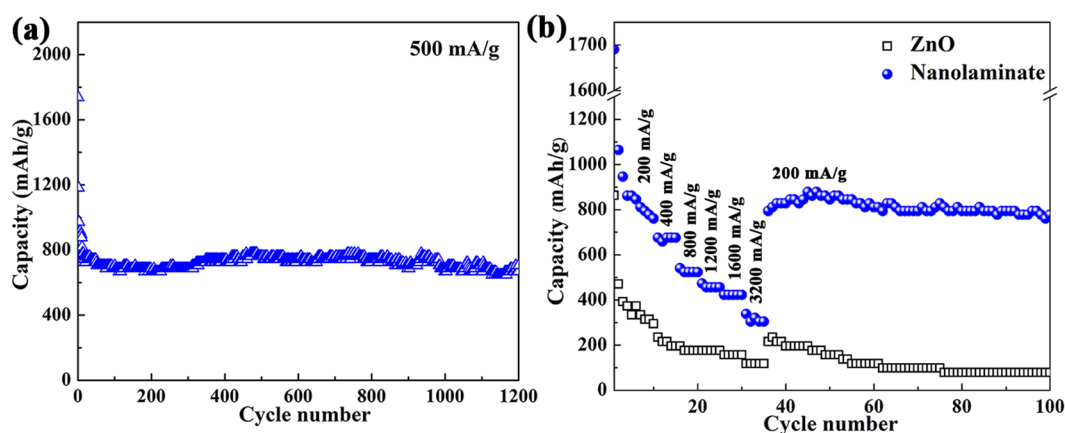 (a)
500 mA/g
2000
1600
1200
800
400
0
Capacity (mAh/g)
0 200 400 600 800 1000 1200
Cycle number
(b)
ZnO
Nanolaminate
1700
1600
1200
1000
800
600
400
200
0
Capacity (mAh/g)
200 mA/g
400 mA/g
800 mA/g
1200 mA/g
1600 mA/g
3200 mA/g
200 mA/g
20 40 60 80 100
Cycle number